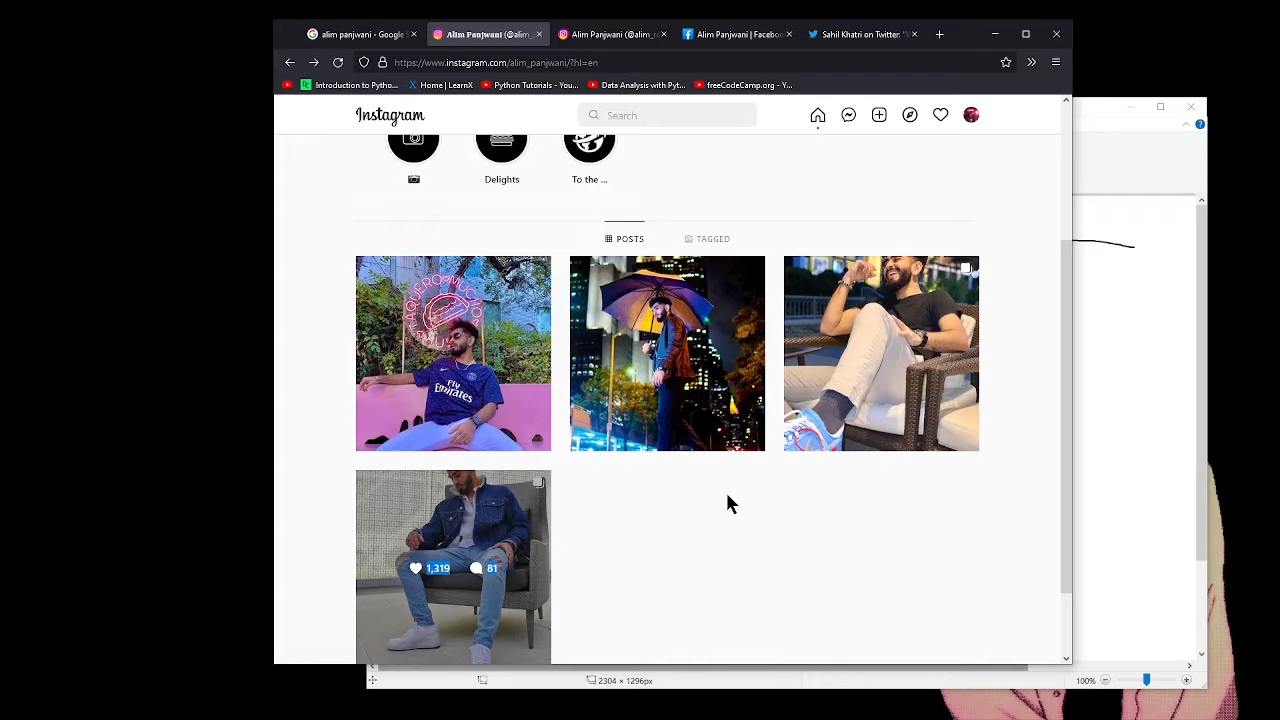 alim panjwani - Google S
Alim Panjwani (@alim_
Alim Panjwani (@alim_r
Alim Panjwani | Faceboo
Sahil Khatri on Twitter: "
https://www.instagram.com/alim_panjwani/?hl=en
Introduction to Pytho...
Home | LearnX
Python Tutorials - You...
Data Analysis with Pyt...
freeCodeCamp.org - Y...
Instagram
Search
Delights
To the ...
POSTS
TAGGED
Fly
Emirates
1,319
81
2304 × 1296px
100%